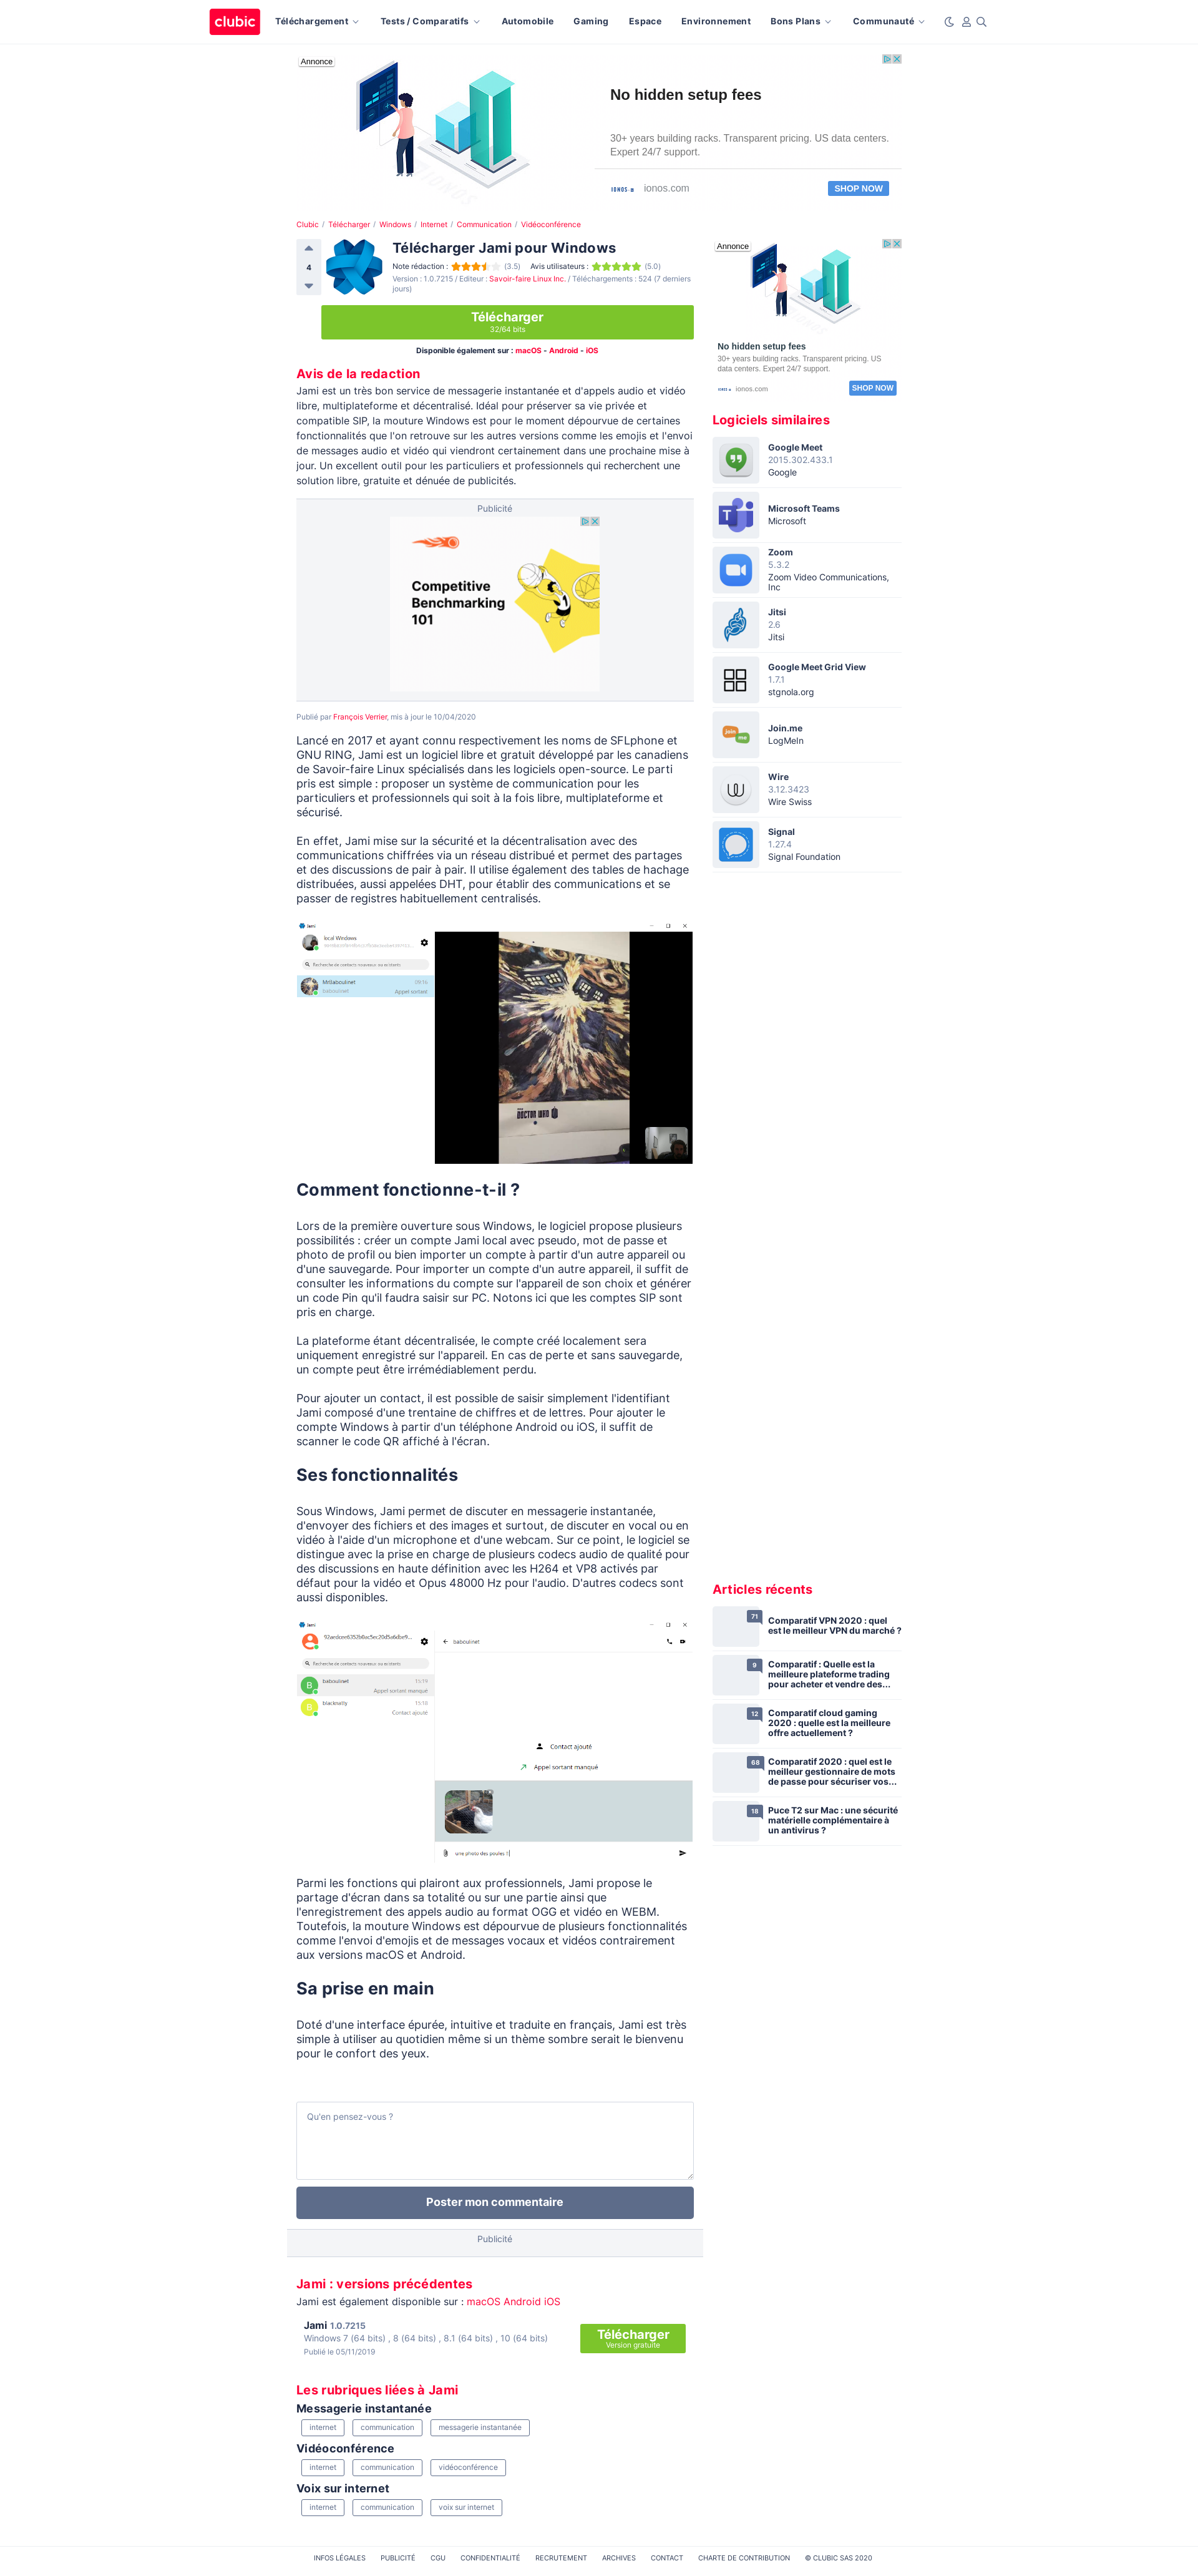 clubic
Téléchargement
Tests / Comparatifs
Automobile
Gaming
Espace
Environnement
Bons Plans
Communauté
Annonce
No hidden setup fees
30+ years building racks. Transparent pricing. US data centers.
Expert 24/7 support.
IONOS
ionos.com
SHOP NOW
Clubic / Télécharger / Windows / Internet / Communication / Vidéoconférence
4
Télécharger Jami pour Windows
Note rédaction : (3.5) Avis utilisateurs : (5.0)
Version : 1.0.7215 / Editeur : Savoir-faire Linux Inc. / Téléchargements : 524 (7 derniers
jours)
Télécharger
32/64 bits
Disponible également sur : macOS - Android - iOS
Avis de la redaction
Jami est un très bon service de messagerie instantanée et d'appels audio et vidéo
libre, multiplateforme et décentralisé. Idéal pour préserver sa vie privée et
compatible SIP, la mouture Windows est pour le moment dépourvue de certaines
fonctionnalités que l'on retrouve sur les autres versions comme les emojis et l'envoi
de messages audio et vidéo qui viendront certainement dans une prochaine mise à
jour. Un excellent outil pour les particuliers et professionnels qui recherchent une
solution libre, gratuite et dénuée de publicités.
Publicité
Competitive
Benchmarking
101
Publié par François Verrier, mis à jour le 10/04/2020
Lancé en 2017 et ayant connu respectivement les noms de SFLphone et
GNU RING, Jami est un logiciel libre et gratuit développé par les canadiens
de Savoir-faire Linux spécialisés dans les logiciels open-source. Le parti
pris est simple : proposer un système de communication pour les
particuliers et professionnels qui soit à la fois libre, multiplateforme et
sécurisé.
En effet, Jami mise sur la sécurité et la décentralisation avec des
communications chiffrées via un réseau distribué et permet des partages
et des discussions de pair à pair. Il utilise également des tables de hachage
distribuées, aussi appelées DHT, pour établir des communications et se
passer de registres habituellement centralisés.
Jami
local Windows
Recherche de contacts nouveaux ou existants
Mrtlaboulinet
baboulinet
09:16
Appel sortant
DOCTOR WHO
Comment fonctionne-t-il ?
Lors de la première ouverture sous Windows, le logiciel propose plusieurs
possibilités : créer un compte Jami local avec pseudo, mot de passe et
photo de profil ou bien importer un compte à partir d'un autre appareil ou
d'une sauvegarde. Pour importer un compte d'un autre appareil, il suffit de
consulter les informations du compte sur l'appareil de son choix et générer
un code Pin qu'il faudra saisir sur PC. Notons ici que les comptes SIP sont
pris en charge.
La plateforme étant décentralisée, le compte créé localement sera
uniquement enregistré sur l'appareil. En cas de perte et sans sauvegarde,
un compte peut être irrémédiablement perdu.
Pour ajouter un contact, il est possible de saisir simplement l'identifiant
Jami composé d'une trentaine de chiffres et de lettres. Pour ajouter le
compte Windows à partir d'un téléphone Android ou iOS, il suffit de
scanner le code QR affiché à l'écran.
Ses fonctionnalités
Sous Windows, Jami permet de discuter en messagerie instantanée,
d'envoyer des fichiers et des images et surtout, de discuter en vocal ou en
vidéo à l'aide d'un microphone et d'une webcam. Sur ce point, le logiciel se
distingue avec la prise en charge de plusieurs codecs audio de qualité pour
des discussions en haute définition avec les H264 et VP8 activés par
défaut pour la vidéo et Opus 48000 Hz pour l'audio. D'autres codecs sont
aussi disponibles.
Jami
Recherche de contacts nouveaux ou existants
B
baboulinet
15:19
Appel sortant manqué
B
blacknelly
15:18
Contact ajouté
baboulinet
Contact ajouté
Appel sortant manqué
une photo des poules !
Parmi les fonctions qui plairont aux professionnels, Jami propose le
partage d'écran dans sa totalité ou sur une partie ainsi que
l'enregistrement des appels audio au format OGG et vidéo en WEBM.
Toutefois, la mouture Windows est dépourvue de plusieurs fonctionnalités
comme l'envoi d'emojis et de messages vocaux et vidéos contrairement
aux versions macOS et Android.
Sa prise en main
Doté d'une interface épurée, intuitive et traduite en français, Jami est très
simple à utiliser au quotidien même si un thème sombre serait le bienvenu
pour le confort des yeux.
Qu'en pensez-vous ?
Poster mon commentaire
Publicité
Jami : versions précédentes
Jami est également disponible sur : macOS Android iOS
Jami 1.0.7215
Windows 7 (64 bits) , 8 (64 bits) , 8.1 (64 bits) , 10 (64 bits)
Publié le 05/11/2019
Télécharger
Version gratuite
Les rubriques liées à Jami
Messagerie instantanée
internet communication messagerie instantanée
Vidéoconférence
internet communication vidéoconférence
Voix sur internet
internet communication voix sur internet
Annonce
No hidden setup fees
30+ years building racks. Transparent pricing. US
data centers. Expert 24/7 support.
IONOS
ionos.com
SHOP NOW
Logiciels similaires
Google Meet
2015.302.433.1
Google
Microsoft Teams
Microsoft
Zoom
5.3.2
Zoom Video Communications,
Inc
Jitsi
2.6
Jitsi
Google Meet Grid View
1.7.1
stgnola.org
join
me
Join.me
LogMeIn
Wire
3.12.3423
Wire Swiss
Signal
1.27.4
Signal Foundation
Articles récents
71
Comparatif VPN 2020 : quel
est le meilleur VPN du marché ?
9
Comparatif : Quelle est la
meilleure plateforme trading
pour acheter et vendre des...
12
Comparatif cloud gaming
2020 : quelle est la meilleure
offre actuellement ?
68
Comparatif 2020 : quel est le
meilleur gestionnaire de mots
de passe pour sécuriser vos...
18
Puce T2 sur Mac : une sécurité
matérielle complémentaire à
un antivirus ?
INFOS LÉGALES PUBLICITÉ CGU CONFIDENTIALITÉ RECRUTEMENT ARCHIVES CONTACT CHARTE DE CONTRIBUTION © CLUBIC SAS 2020